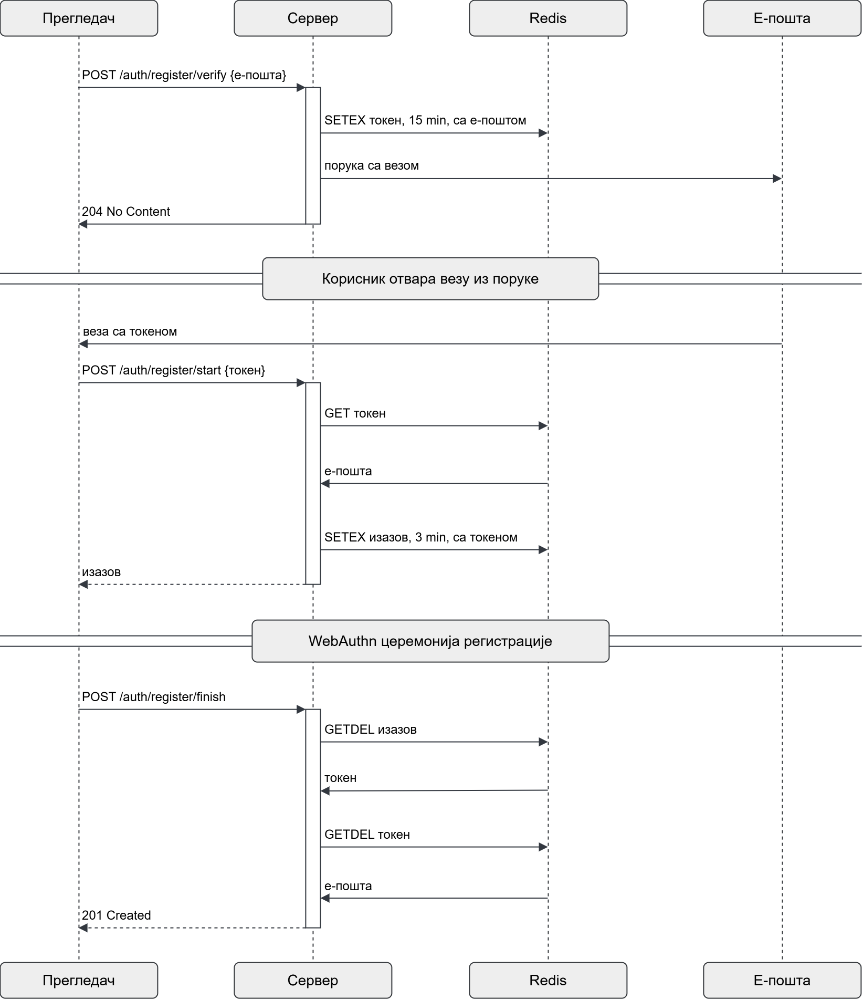 Прегледач
Сервер
Redis
Е-пошта
POST /auth/register/verify {е-пошта}
SETEX токен, 15 min, са е-поштом
порука са везом
204 No Content
Корисник отвара везу из поруке
веза са токеном
POST /auth/register/start {токен}
GET токен
е-пошта
SETEX изазов, 3 min, са токеном
изазов
WebAuthn церемонија регистрације
POST /auth/register/finish
GETDEL изазов
токен
GETDEL токен
е-пошта
201 Created
Прегледач
Сервер
Redis
Е-пошта